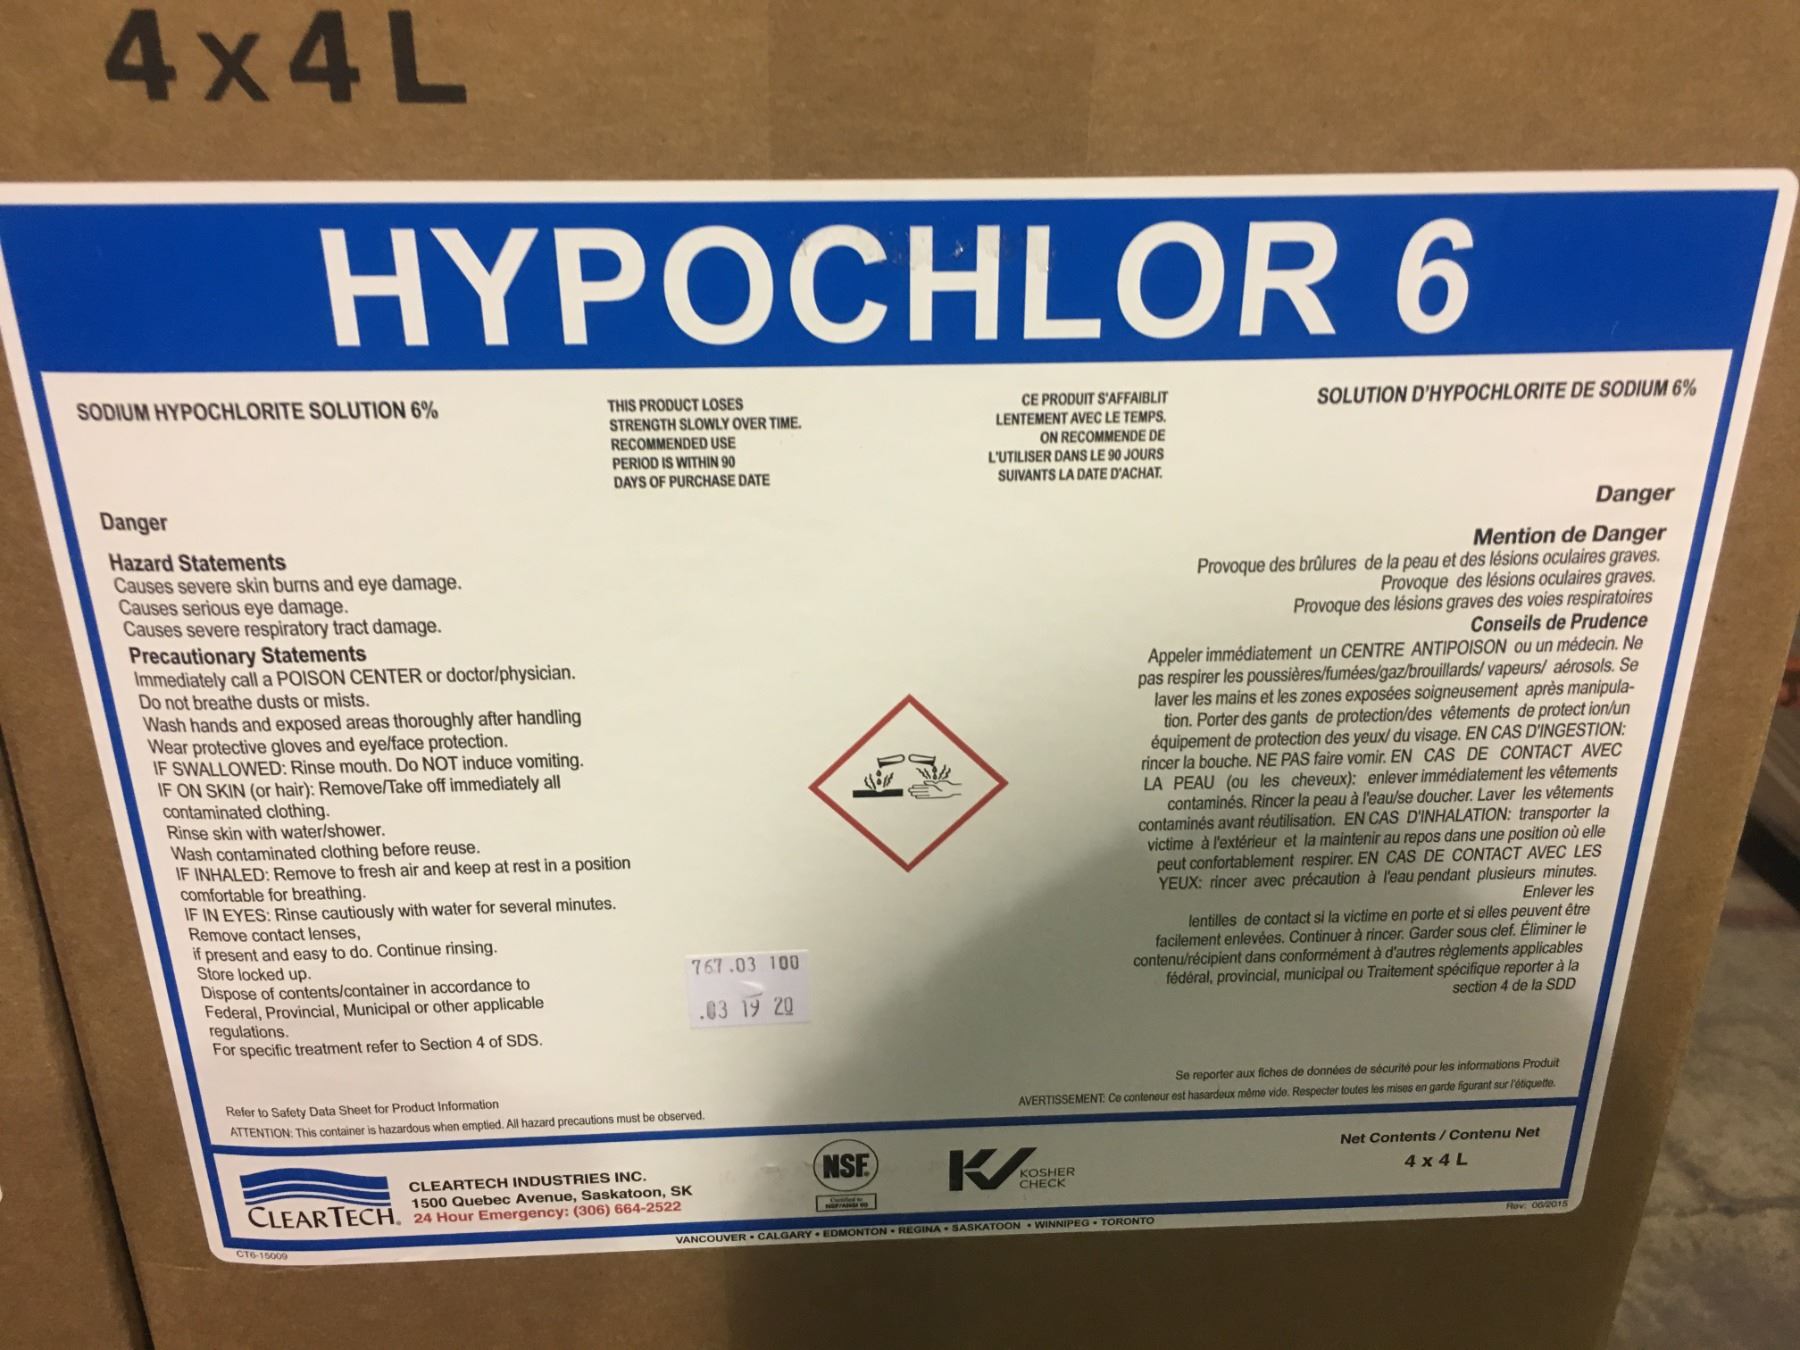 4x4L
HYPOCHLOR 6
SODIUM HYPOCHLORITE SOLUTION 6%
THIS PRODUCT LOSES
STRENGTH SLOWLY OVER TIME.
RECOMMENDED USE
PERIOD IS WITHIN 90
DAYS OF PURCHASE DATE
CE PRODUIT S'AFFAIBLIT
LENTEMENT AVEC LE TEMPS.
ON RECOMMENDE DE
L'UTILISER DANS LE 90 JOURS
SUIVANTS LA DATE D'ACHAT.
SOLUTION D'HYPOCHLORITE DE SODIUM 6%
Danger
Hazard Statements
Causes severe skin burns and eye damage.
Causes serious eye damage.
Causes severe respiratory tract damage.
Precautionary Statements
Immediately call a POISON CENTER or doctor/physician.
Do not breathe dusts or mists.
Wash hands and exposed areas thoroughly after handling
Wear protective gloves and eye/face protection.
IF SWALLOWED: Rinse mouth. Do NOT induce vomiting.
IF ON SKIN (or hair): Remove/Take off immediately all
contaminated clothing.
Rinse skin with water/shower.
Wash contaminated clothing before reuse.
IF INHALED: Remove to fresh air and keep at rest in a position
comfortable for breathing.
IF IN EYES: Rinse cautiously with water for several minutes.
Remove contact lenses,
if present and easy to do. Continue rinsing.
Store locked up.
Dispose of contents/container in accordance to
Federal, Provincial, Municipal or other applicable
regulations.
For specific treatment refer to Section 4 of SDS.
Refer to Safety Data Sheet for Product Information
ATTENTION: This container is hazardous when emptied. All hazard precautions must be observed.
767.03 100
.03 19 20
Danger
Mention de Danger
Provoque des brûlures de la peau et des lésions oculaires graves.
Provoque des lésions oculaires graves.
Provoque des lésions graves des voies respiratoires
Conseils de Prudence
Appeler immédiatement un CENTRE ANTIPOISON ou un médecin. Ne
pas respirer les poussières/fumées/gaz/brouillards/ vapeurs/ aérosols. Se
laver les mains et les zones exposées soigneusement après manipula-
tion. Porter des gants de protection/des vêtements de protect ion/un
équipement de protection des yeux/ du visage. EN CAS D'INGESTION:
rincer la bouche. NE PAS faire vomir. EN CAS DE CONTACT AVEC
LA PEAU (ou les cheveux): enlever immédiatement les vêtements
contaminés. Rincer la peau à l'eau/se doucher. Laver les vêtements
contaminés avant réutilisation. EN CAS D'INHALATION: transporter la
victime à l'extérieur et la maintenir au repos dans une position où elle
peut confortablement respirer. EN CAS DE CONTACT AVEC LES
YEUX: rincer avec précaution à l'eau pendant plusieurs minutes.
Enlever les
lentilles de contact si la victime en porte et si elles peuvent être
facilement enlevées. Continuer à rincer. Garder sous clef. Éliminer le
contenu/récipient dans conformément à d'autres règlements applicables
fédéral, provincial, municipal ou Traitement spécifique reporter à la
section 4 de la SDD
Se reporter aux fiches de données de sécurité pour les informations Produit
AVERTISSEMENT: Ce conteneur est hasardeux même vide. Respecter toutes les mises en garde figurant sur l'étiquette.
CLEARTECH.
CLEARTECH INDUSTRIES INC.
1500 Quebec Avenue, Saskatoon, SK
24 Hour Emergency: (306) 664-2522
NSF.
Certified to
NSF/ANSI 60
KV KOSHER
CHECK
Net Contents / Contenu Net
4 x 4 L
Rev: 06/2015
CT6-15009
VANCOUVER • CALGARY • EDMONTON • REGINA • SASKATOON • WINNIPEG • TORONTO